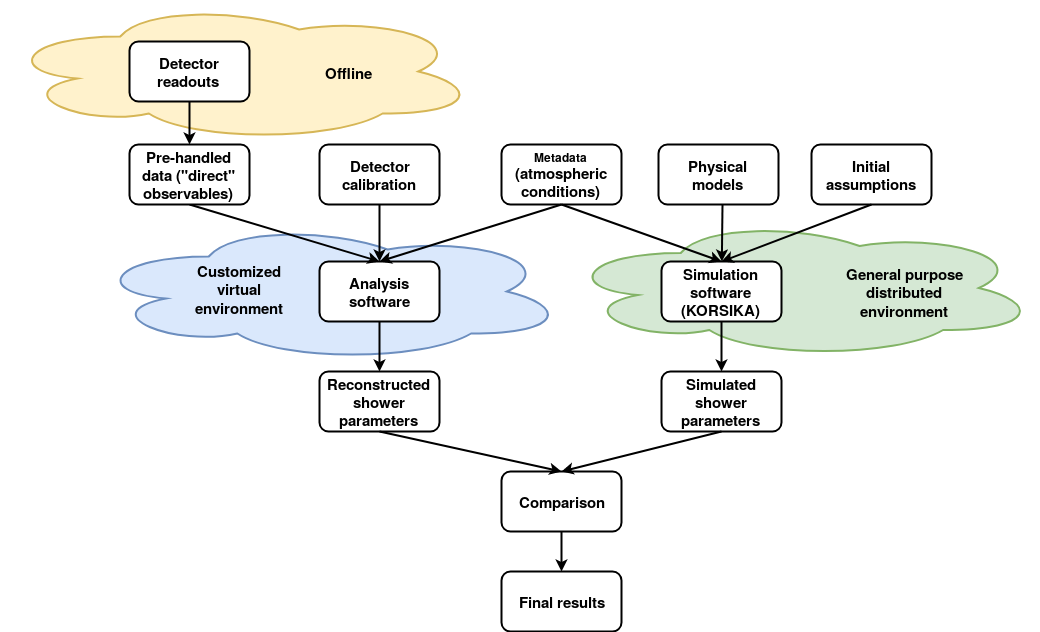 Detector
readouts
Offline
Pre-handled
data ("direct"
observables)
Detector
calibration
Metadata
(atmospheric
conditions)
Physical
models
Initial
assumptions
Customized
virtual
environment
Analysis
software
Simulation
software
(KORSIKA)
General purpose
distributed
environment
Reconstructed
shower
parameters
Simulated
shower
parameters
Comparison
Final results